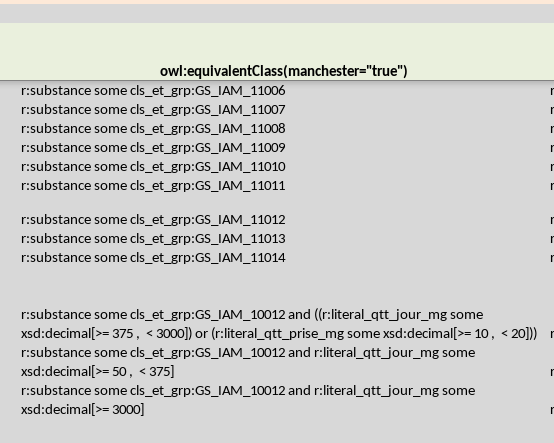 owl:equivalentClass(manchester="true")
r:substance some cls_et_grp:GS_IAM_11006
r:substance some cls_et_grp:GS_IAM_11007
r:substance some cls_et_grp:GS_IAM_11008
r:substance some cls_et_grp:GS_IAM_11009
r:substance some cls_et_grp:GS_IAM_11010
r:substance some cls_et_grp:GS_IAM_11011
r:substance some cls_et_grp:GS_IAM_11012
r:substance some cls_et_grp:GS_IAM_11013
r:substance some cls_et_grp:GS_IAM_11014
r:substance some cls_et_grp:GS_IAM_10012 and ((r:literal_qtt_jour_mg some
xsd:decimal[>= 375 , < 3000]) or (r:literal_qtt_prise_mg some xsd:decimal[>= 10 , < 20]))
r:substance some cls_et_grp:GS_IAM_10012 and r:literal_qtt_jour_mg some
xsd:decimal[>= 50 , < 375]
r:substance some cls_et_grp:GS_IAM_10012 and r:literal_qtt_jour_mg some
xsd:decimal[>= 3000]